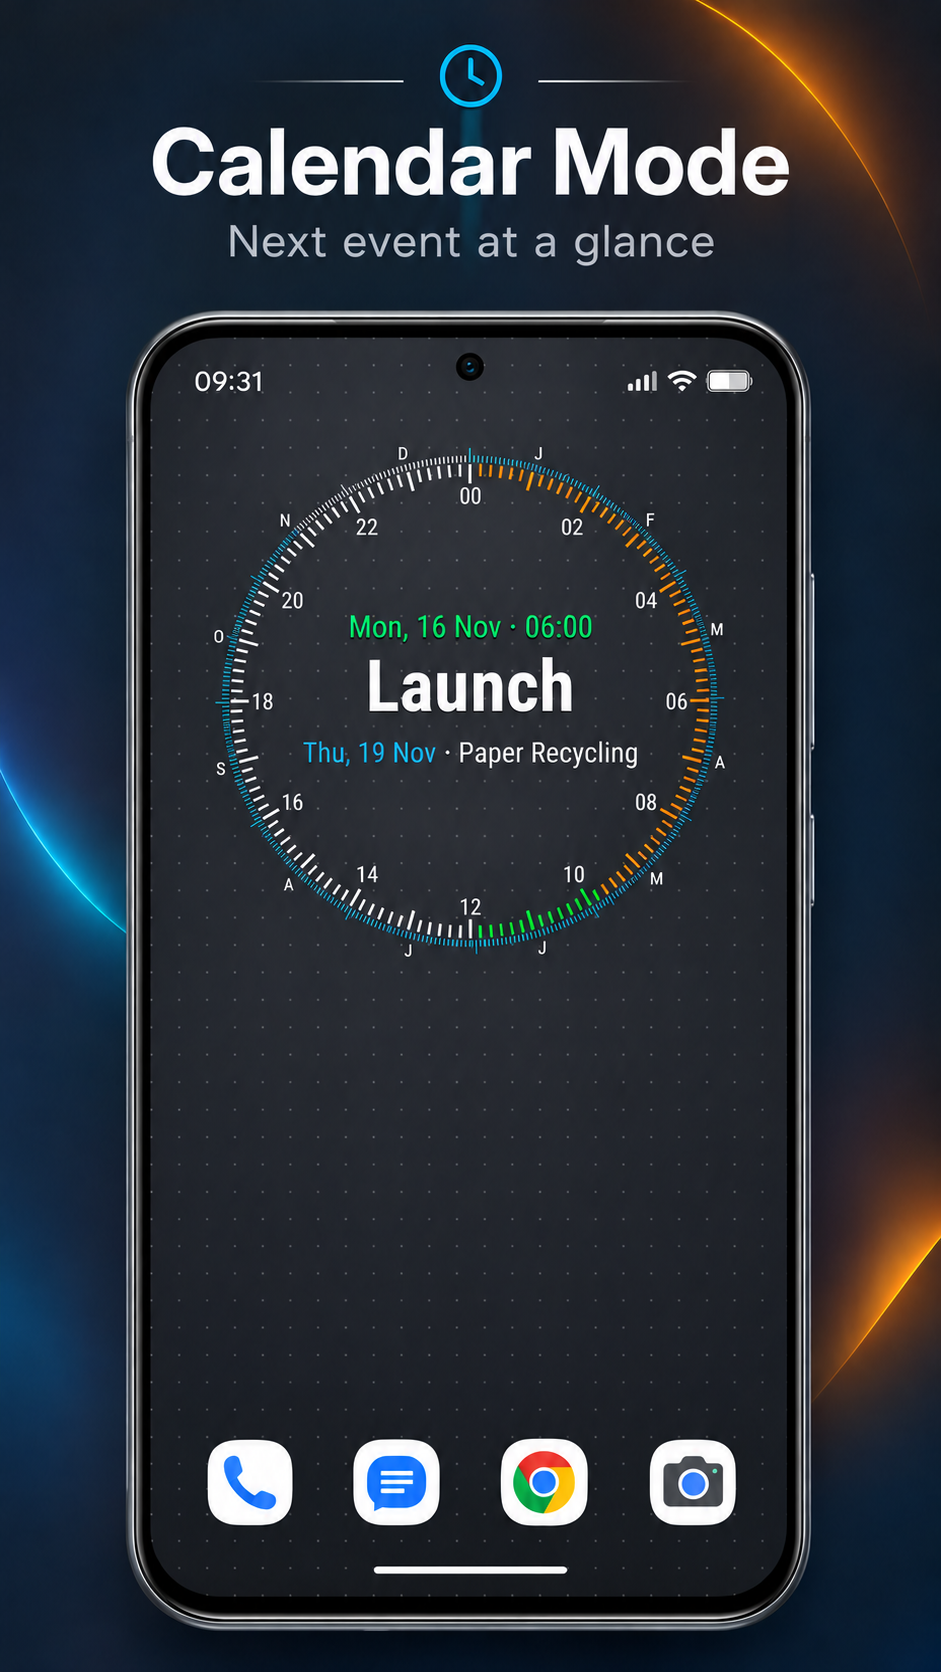 Calendar Mode
Next event at a glance
09:31
D
J
00
N
22
02
F
20
04
O
Mon, 16 Nov · 06:00
M
Launch
18
06
Thu, 19 Nov · Paper Recycling
S
A
16
08
A
14
10
M
12
J
J